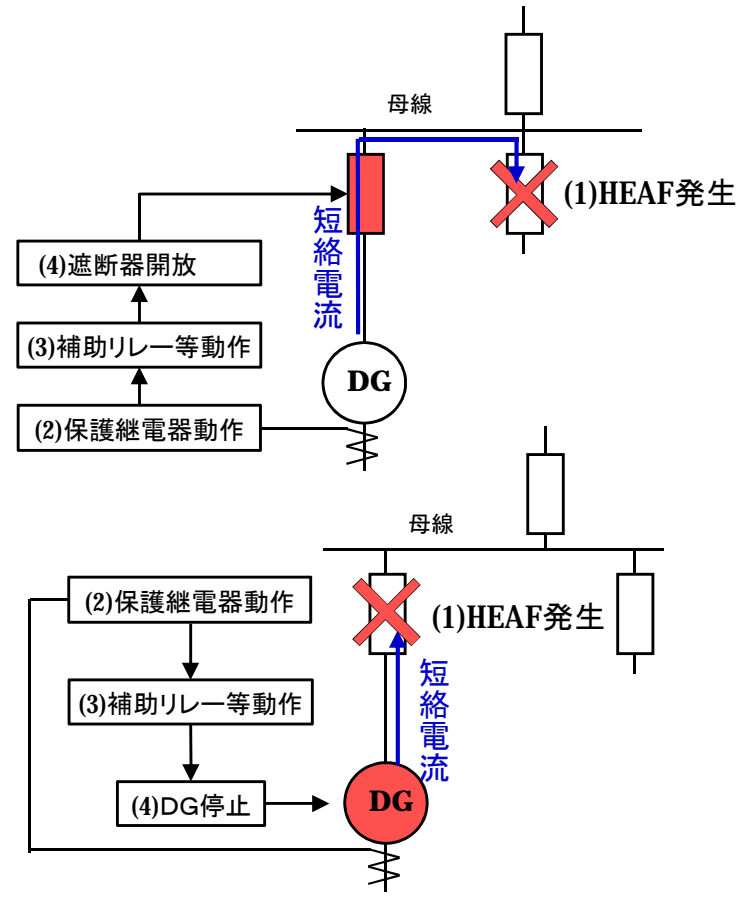 母線
(1)HEAF発生
短絡電流
(4)遮断器開放
(3)補助リレー等動作
DG
(2)保護継電器動作
母線
(2)保護継電器動作
(1)HEAF発生
短絡電流
(3)補助リレー等動作
(4)DG停止
DG